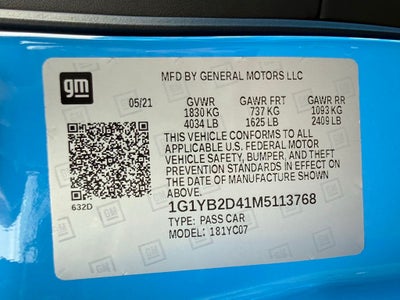 gm
MFD BY GENERAL MOTORS LLC
05/21 GVWR GAWR FRT GAWR RR
1830 KG 737 KG 1093 KG
4034 LB 1625 LB 2409 LB
THIS VEHICLE CONFORMS TO ALL
APPLICABLE U.S. FEDERAL MOTOR
VEHICLE SAFETY, BUMPER, AND THEFT
PREVENTION STANDARDS IN EFFECT ON
THE DATE OF MANUFACTURE SHOWN
ABOVE.
632D
1G1YB2D41M5113768
TYPE: PASS CAR
MODEL: 181YC07